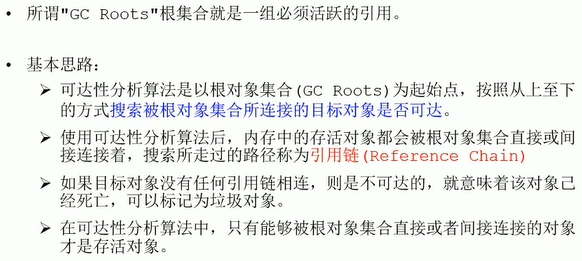 • 所谓"GC Roots"根集合就是一组必须活跃的引用。
• 基本思路：
➢ 可达性分析算法是以根对象集合(GC Roots)为起始点，按照从上至下
的方式搜索被根对象集合所连接的目标对象是否可达。
➢ 使用可达性分析算法后，内存中的存活对象都会被根对象集合直接或间
接连接着，搜索所走过的路径称为引用链(Reference Chain)
➢ 如果目标对象没有任何引用链相连，则是不可达的，就意味着该对象己
经死亡，可以标记为垃圾对象。
➢ 在可达性分析算法中，只有能够被根对象集合直接或者间接连接的对象
才是存活对象。